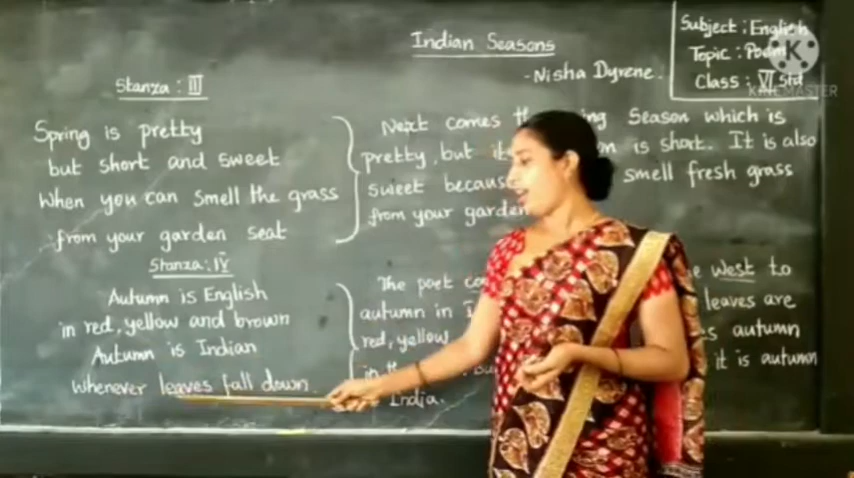 Indian Seasons
- Nisha Dyrene.
Subject : English
Topic : Poem
Class : VI Std
KINEMASTER
Stanza : III
Spring is pretty
but short and sweet
When you can smell the grass
from your garden seat
Next comes the Season which is
pretty, but is short. It is also
sweet because smell fresh grass
from your garden
Stanza : IV
Autumn is English
in red, yellow and brown
Autumn is Indian
whenever leaves fall down.
The poet west to
autumn in leaves are
red, yellow autumn
in it is autumn
India.